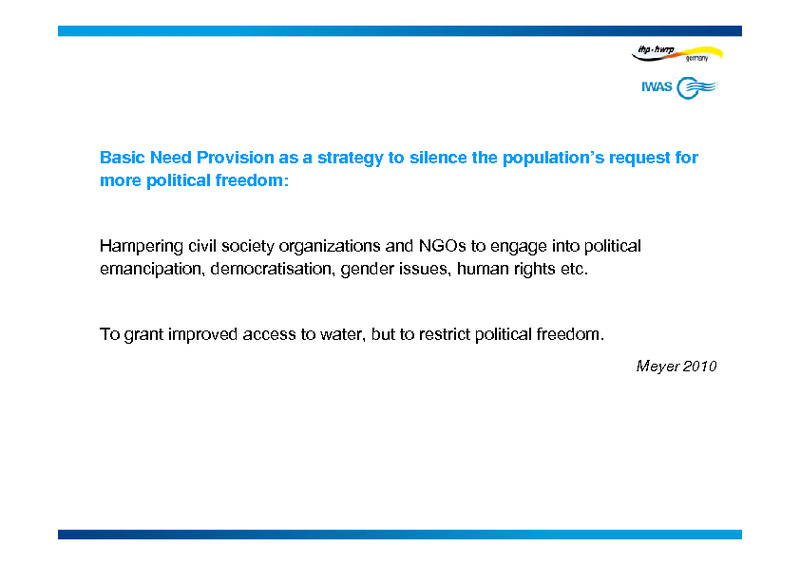 ihp · hwrp
germany
IWAS
Basic Need Provision as a strategy to silence the population’s request for
more political freedom:
Hampering civil society organizations and NGOs to engage into political
emancipation, democratisation, gender issues, human rights etc.
To grant improved access to water, but to restrict political freedom.
Meyer 2010